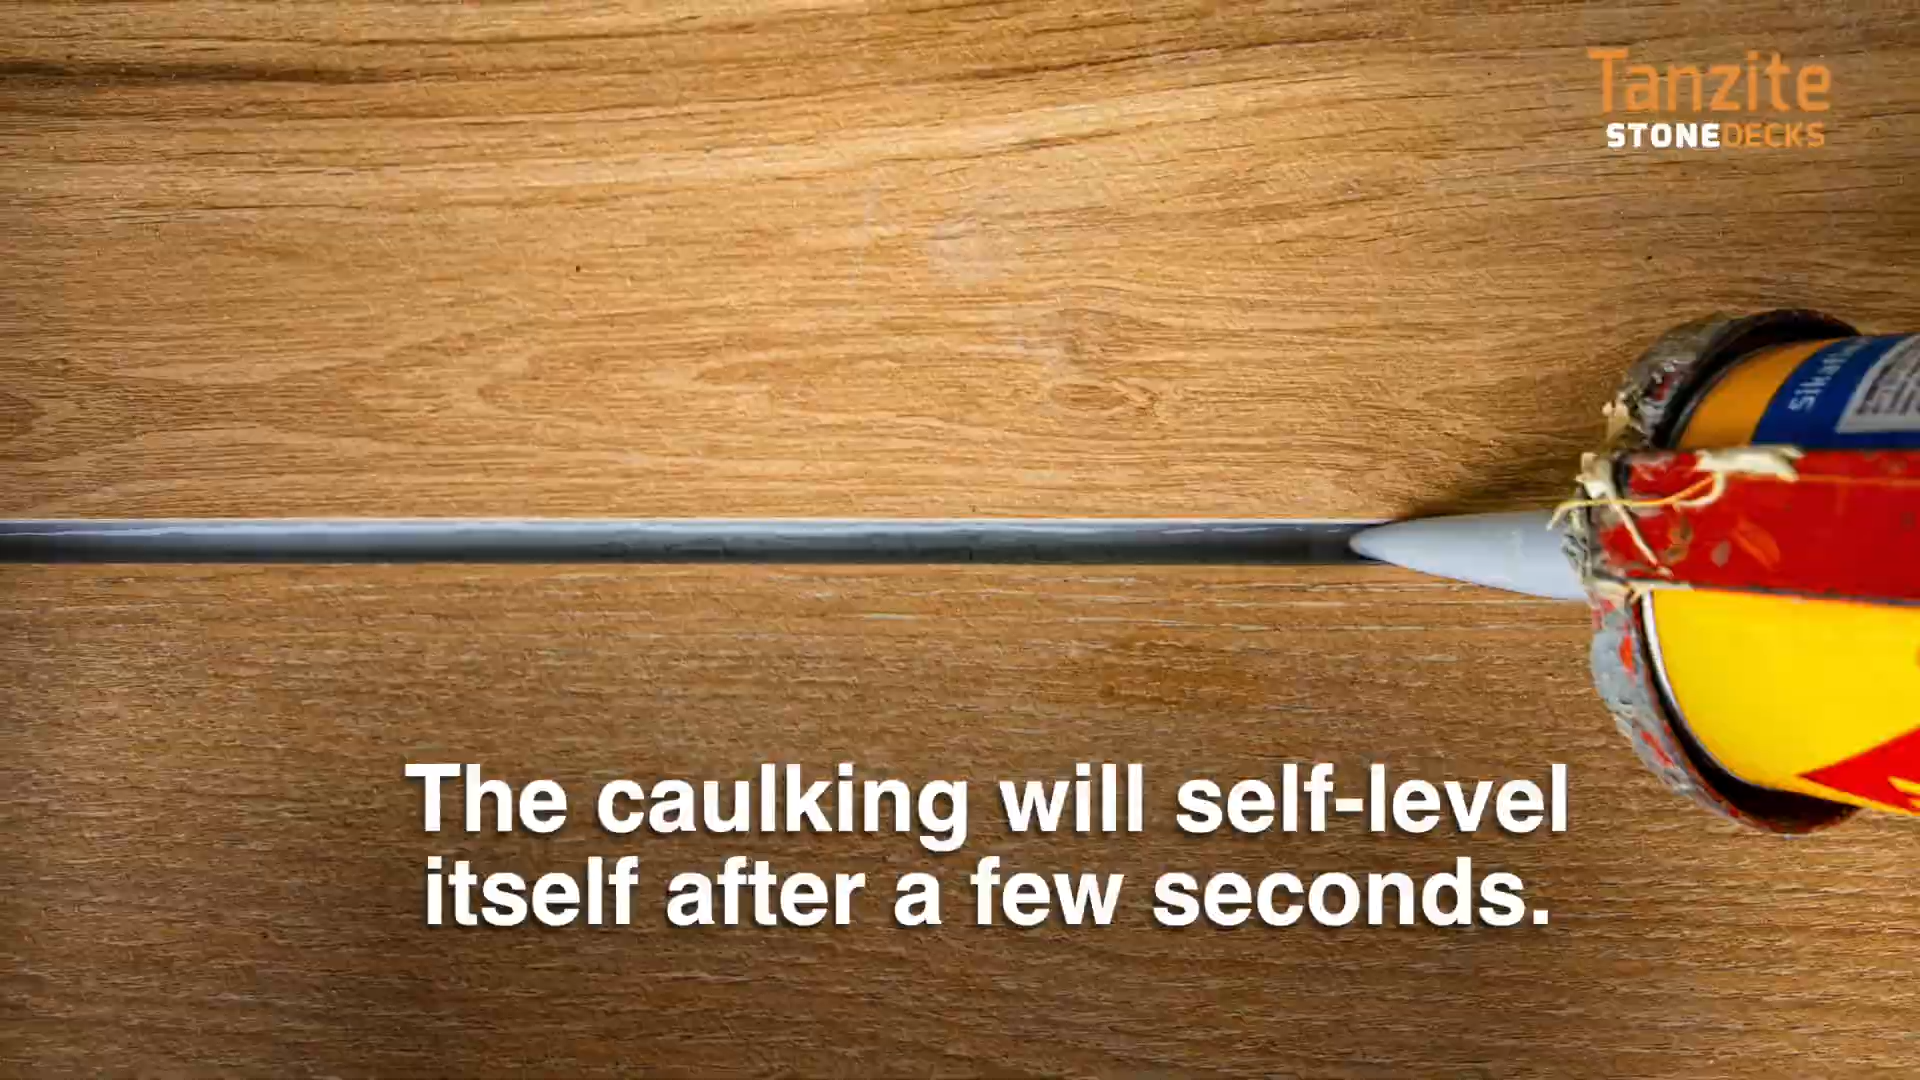 Tanzite
STONEDECKS
The caulking will self-level
itself after a few seconds.